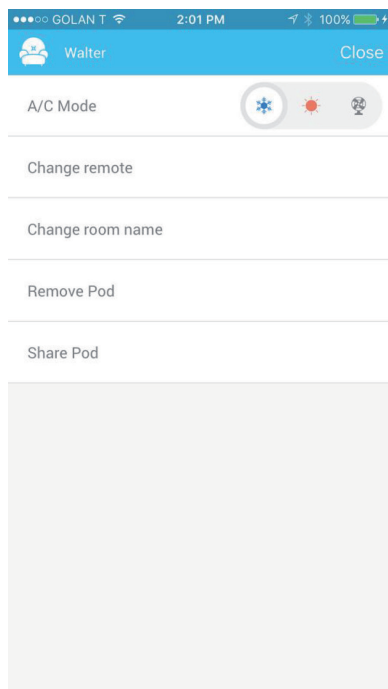 GOLAN T 2:01 PM 100%
Walter Close
A/C Mode
Change remote
Change room name
Remove Pod
Share Pod